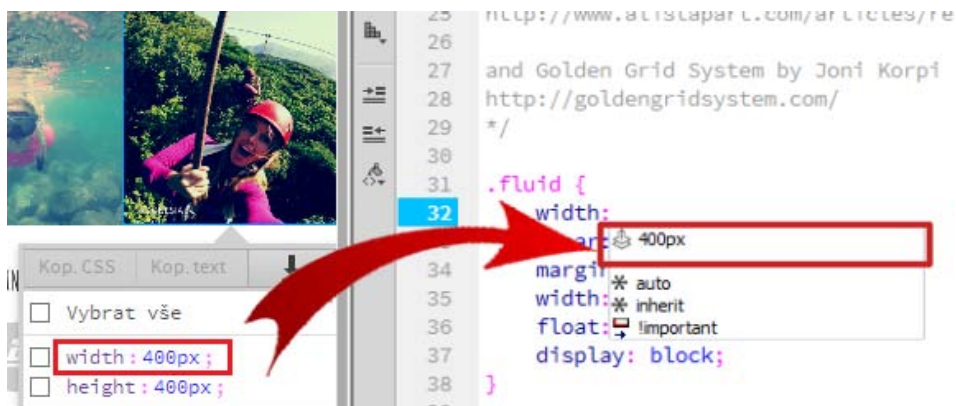 Kop. CSS Kop. text
Vybrat vše
width:400px;
height:400px;
25 http://www.alistapart.com/articles/re
26
27 and Golden Grid System by Joni Korpi
28 http://goldengridsystem.com/
29 */
30
31 .fluid {
32 width:
400px
34 margi
auto
35 width:
inherit
36 float:
!important
37 display: block;
38 }